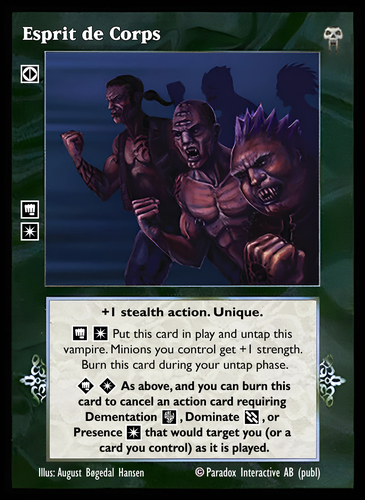 Esprit de Corps
+1 stealth action. Unique.
Put this card in play and untap this
vampire. Minions you control get +1 strength.
Burn this card during your untap phase.
As above, and you can burn this
card to cancel an action card requiring
Dementation , Dominate , or
Presence that would target you (or a
card you control) as it is played.
Illus: August Bøgedal Hansen © Paradox Interactive AB (publ)